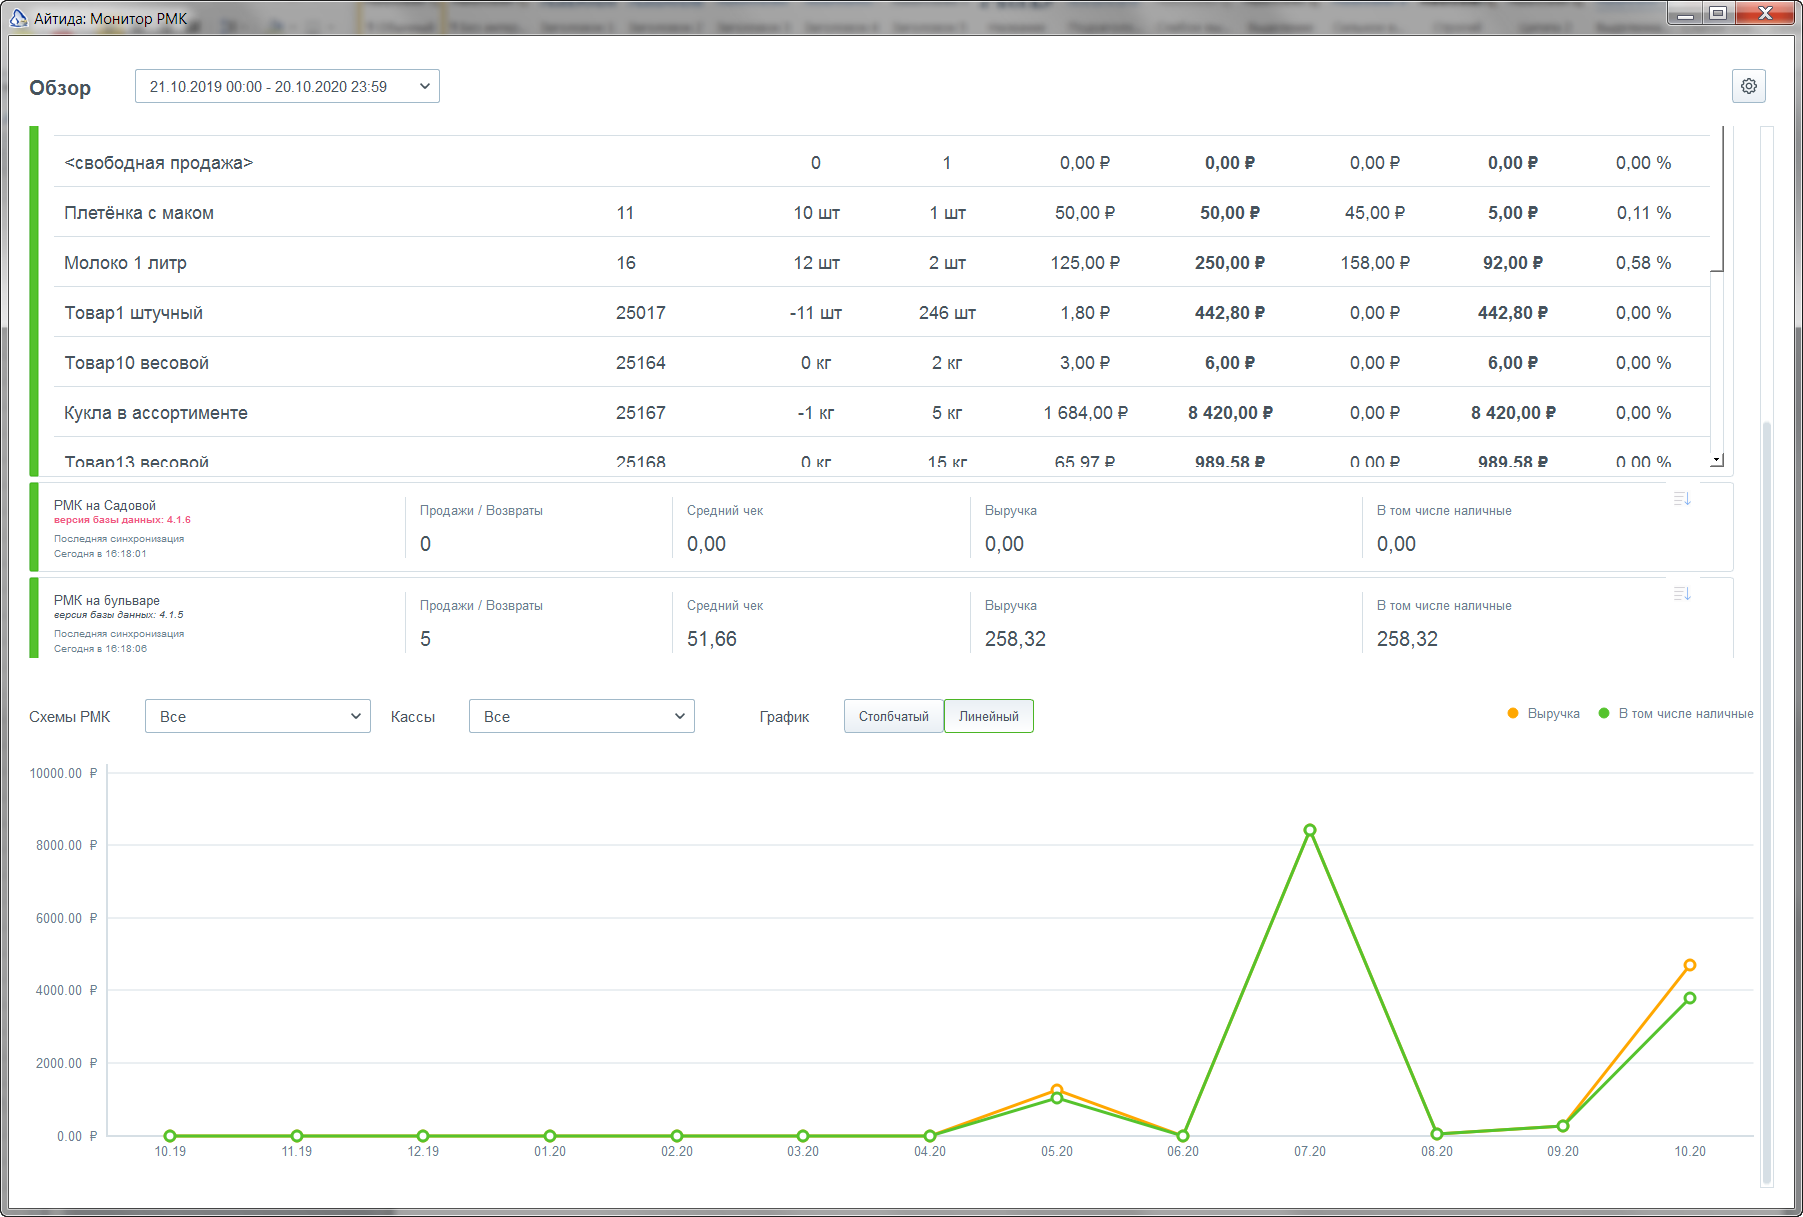 Айтида: Монитор РМК
Обзор 21.10.2019 00:00 - 20.10.2020 23:59
<свободная продажа> 0 1 0,00 ₽ 0,00 ₽ 0,00 ₽ 0,00 ₽ 0,00 %
Плетёнка с маком 11 10 шт 1 шт 50,00 ₽ 50,00 ₽ 45,00 ₽ 5,00 ₽ 0,11 %
Молоко 1 литр 16 12 шт 2 шт 125,00 ₽ 250,00 ₽ 158,00 ₽ 92,00 ₽ 0,58 %
Товар1 штучный 25017 -11 шт 246 шт 1,80 ₽ 442,80 ₽ 0,00 ₽ 442,80 ₽ 0,00 %
Товар10 весовой 25164 0 кг 2 кг 3,00 ₽ 6,00 ₽ 0,00 ₽ 6,00 ₽ 0,00 %
Кукла в ассортименте 25167 -1 кг 5 кг 1 684,00 ₽ 8 420,00 ₽ 0,00 ₽ 8 420,00 ₽ 0,00 %
Товар13 весовой 25168 0 кг 15 кг 65,97 ₽ 989,58 ₽ 0,00 ₽ 989,58 ₽ 0,00 %
РМК на Садовой
версия базы данных: 4.1.6
Последняя синхронизация
Сегодня в 16:18:01
Продажи / Возвраты
0
Средний чек
0,00
Выручка
0,00
В том числе наличные
0,00
РМК на бульваре
версия базы данных: 4.1.5
Последняя синхронизация
Сегодня в 16:18:06
Продажи / Возвраты
5
Средний чек
51,66
Выручка
258,32
В том числе наличные
258,32
Схемы РМК Все Кассы Все График Столбчатый Линейный Выручка В том числе наличные
10000.00 ₽
8000.00 ₽
6000.00 ₽
4000.00 ₽
2000.00 ₽
0.00 ₽
10.19 11.19 12.19 01.20 02.20 03.20 04.20 05.20 06.20 07.20 08.20 09.20 10.20